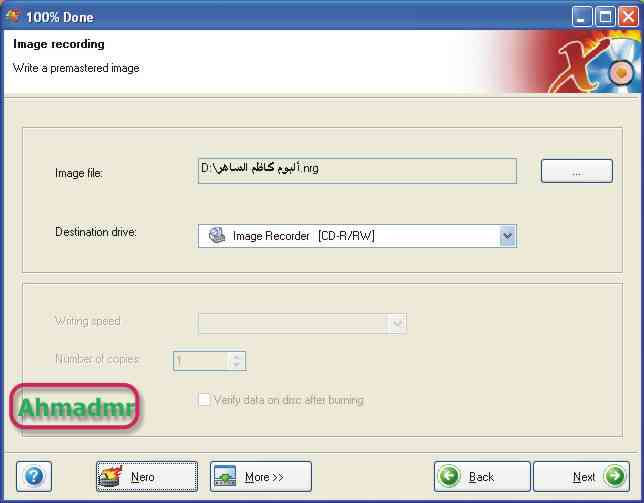 100% Done
Image recording
Write a premastered image
Image file:
D:\ألبوم كاظم الساهر.nrg
...
Destination drive:
Image Recorder [CD-R/RW]
Writing speed
Number of copies:
1
Verify data on disc after burning
Ahmadmr
?
Nero
More >>
Back
Next